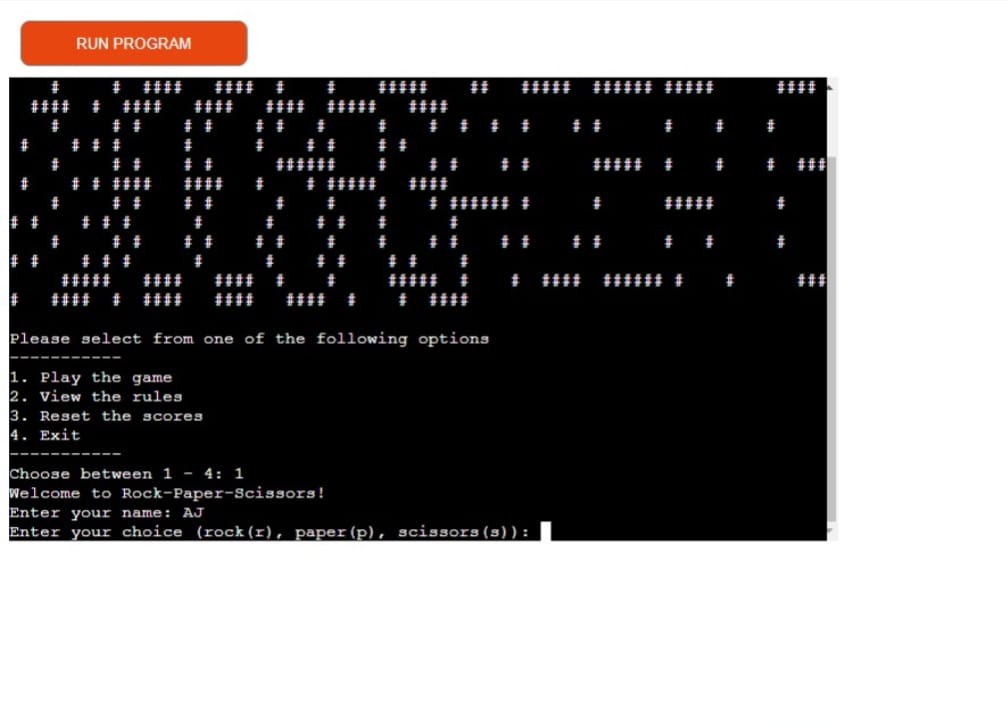 RUN PROGRAM
Please select from one of the following options
-----------
1. Play the game
2. View the rules
3. Reset the scores
4. Exit
-----------
Choose between 1 - 4: 1
Welcome to Rock-Paper-Scissors!
Enter your name: AJ
Enter your choice (rock(r), paper(p), scissors(s)):